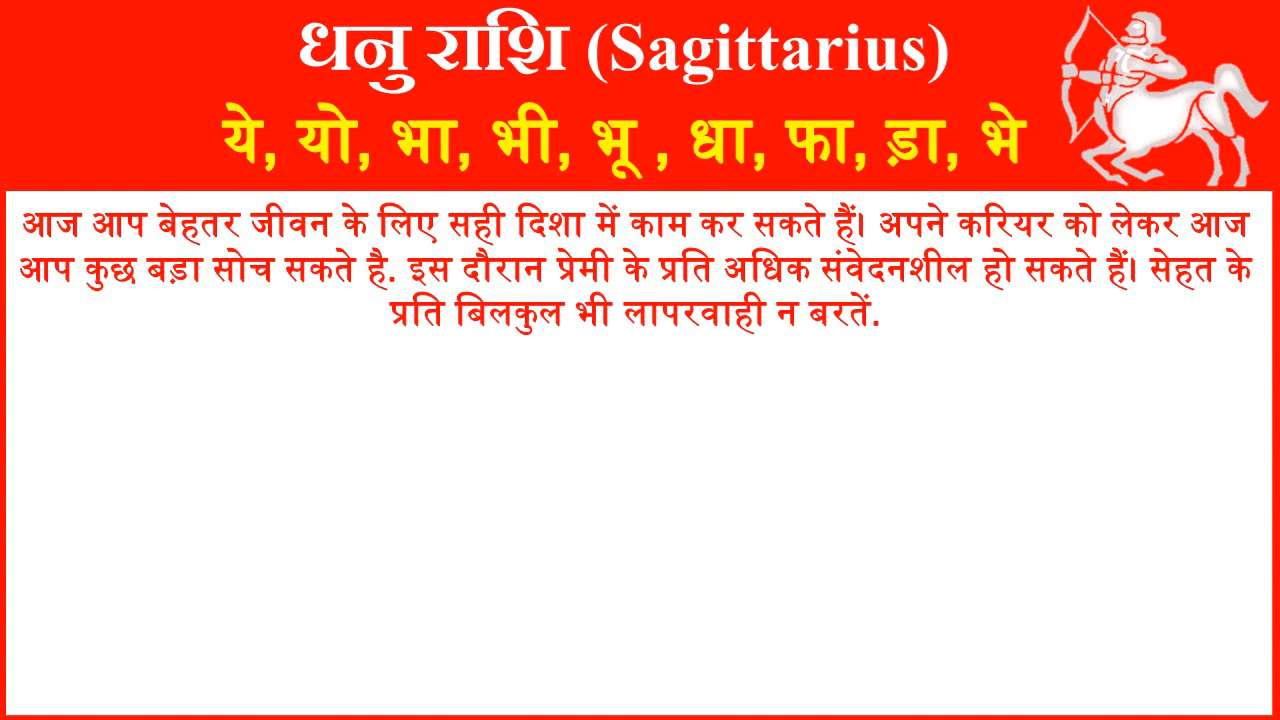 धनु राशि (Sagittarius)
ये, यो, भा, भी, भू , धा, फा, ड़ा, भे
आज आप बेहतर जीवन के लिए सही दिशा में काम कर सकते हैं। अपने करियर को लेकर आज
आप कुछ बड़ा सोच सकते है. इस दौरान प्रेमी के प्रति अधिक संवेदनशील हो सकते हैं। सेहत के
प्रति बिलकुल भी लापरवाही न बरतें.